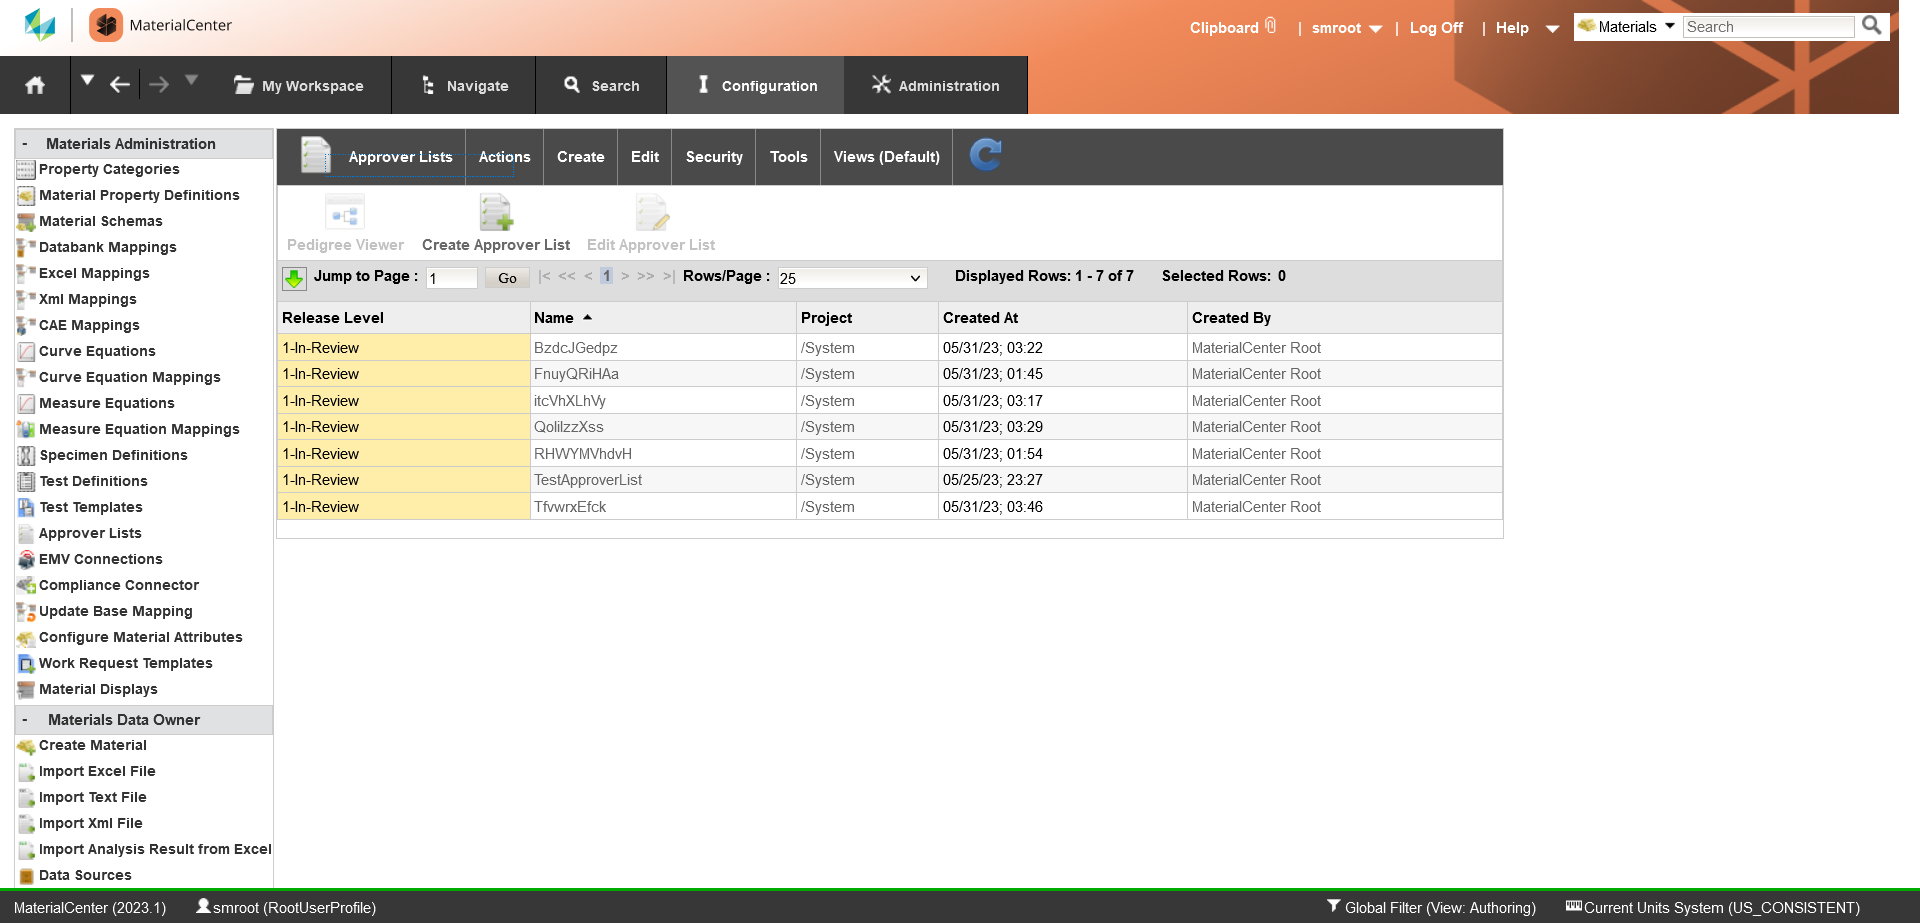 MaterialCenter
Clipboard | smroot | Log Off | Help Materials Search
My Workspace Navigate Search Configuration Administration
- Materials Administration
Property Categories
Material Property Definitions
Material Schemas
Databank Mappings
Excel Mappings
Xml Mappings
CAE Mappings
Curve Equations
Curve Equation Mappings
Measure Equations
Measure Equation Mappings
Specimen Definitions
Test Definitions
Test Templates
Approver Lists
EMV Connections
Compliance Connector
Update Base Mapping
Configure Material Attributes
Work Request Templates
Material Displays
- Materials Data Owner
Create Material
Import Excel File
Import Text File
Import Xml File
Import Analysis Result from Excel
Data Sources
Approver Lists Actions Create Edit Security Tools Views (Default)
Pedigree Viewer Create Approver List Edit Approver List
Jump to Page : 1 Go |< << < 1 > >> >| Rows/Page : 25 Displayed Rows: 1 - 7 of 7 Selected Rows: 0
Release Level Name Project Created At Created By
1-In-Review BzdcJGedpz /System 05/31/23; 03:22 MaterialCenter Root
1-In-Review FnuyQRiHAa /System 05/31/23; 01:45 MaterialCenter Root
1-In-Review itcVhXLhVy /System 05/31/23; 03:17 MaterialCenter Root
1-In-Review QolilzzXss /System 05/31/23; 03:29 MaterialCenter Root
1-In-Review RHWYMVhdvH /System 05/31/23; 01:54 MaterialCenter Root
1-In-Review TestApproverList /System 05/25/23; 23:27 MaterialCenter Root
1-In-Review TfvwrxEfck /System 05/31/23; 03:46 MaterialCenter Root
MaterialCenter (2023.1) smroot (RootUserProfile) Global Filter (View: Authoring) Current Units System (US_CONSISTENT)